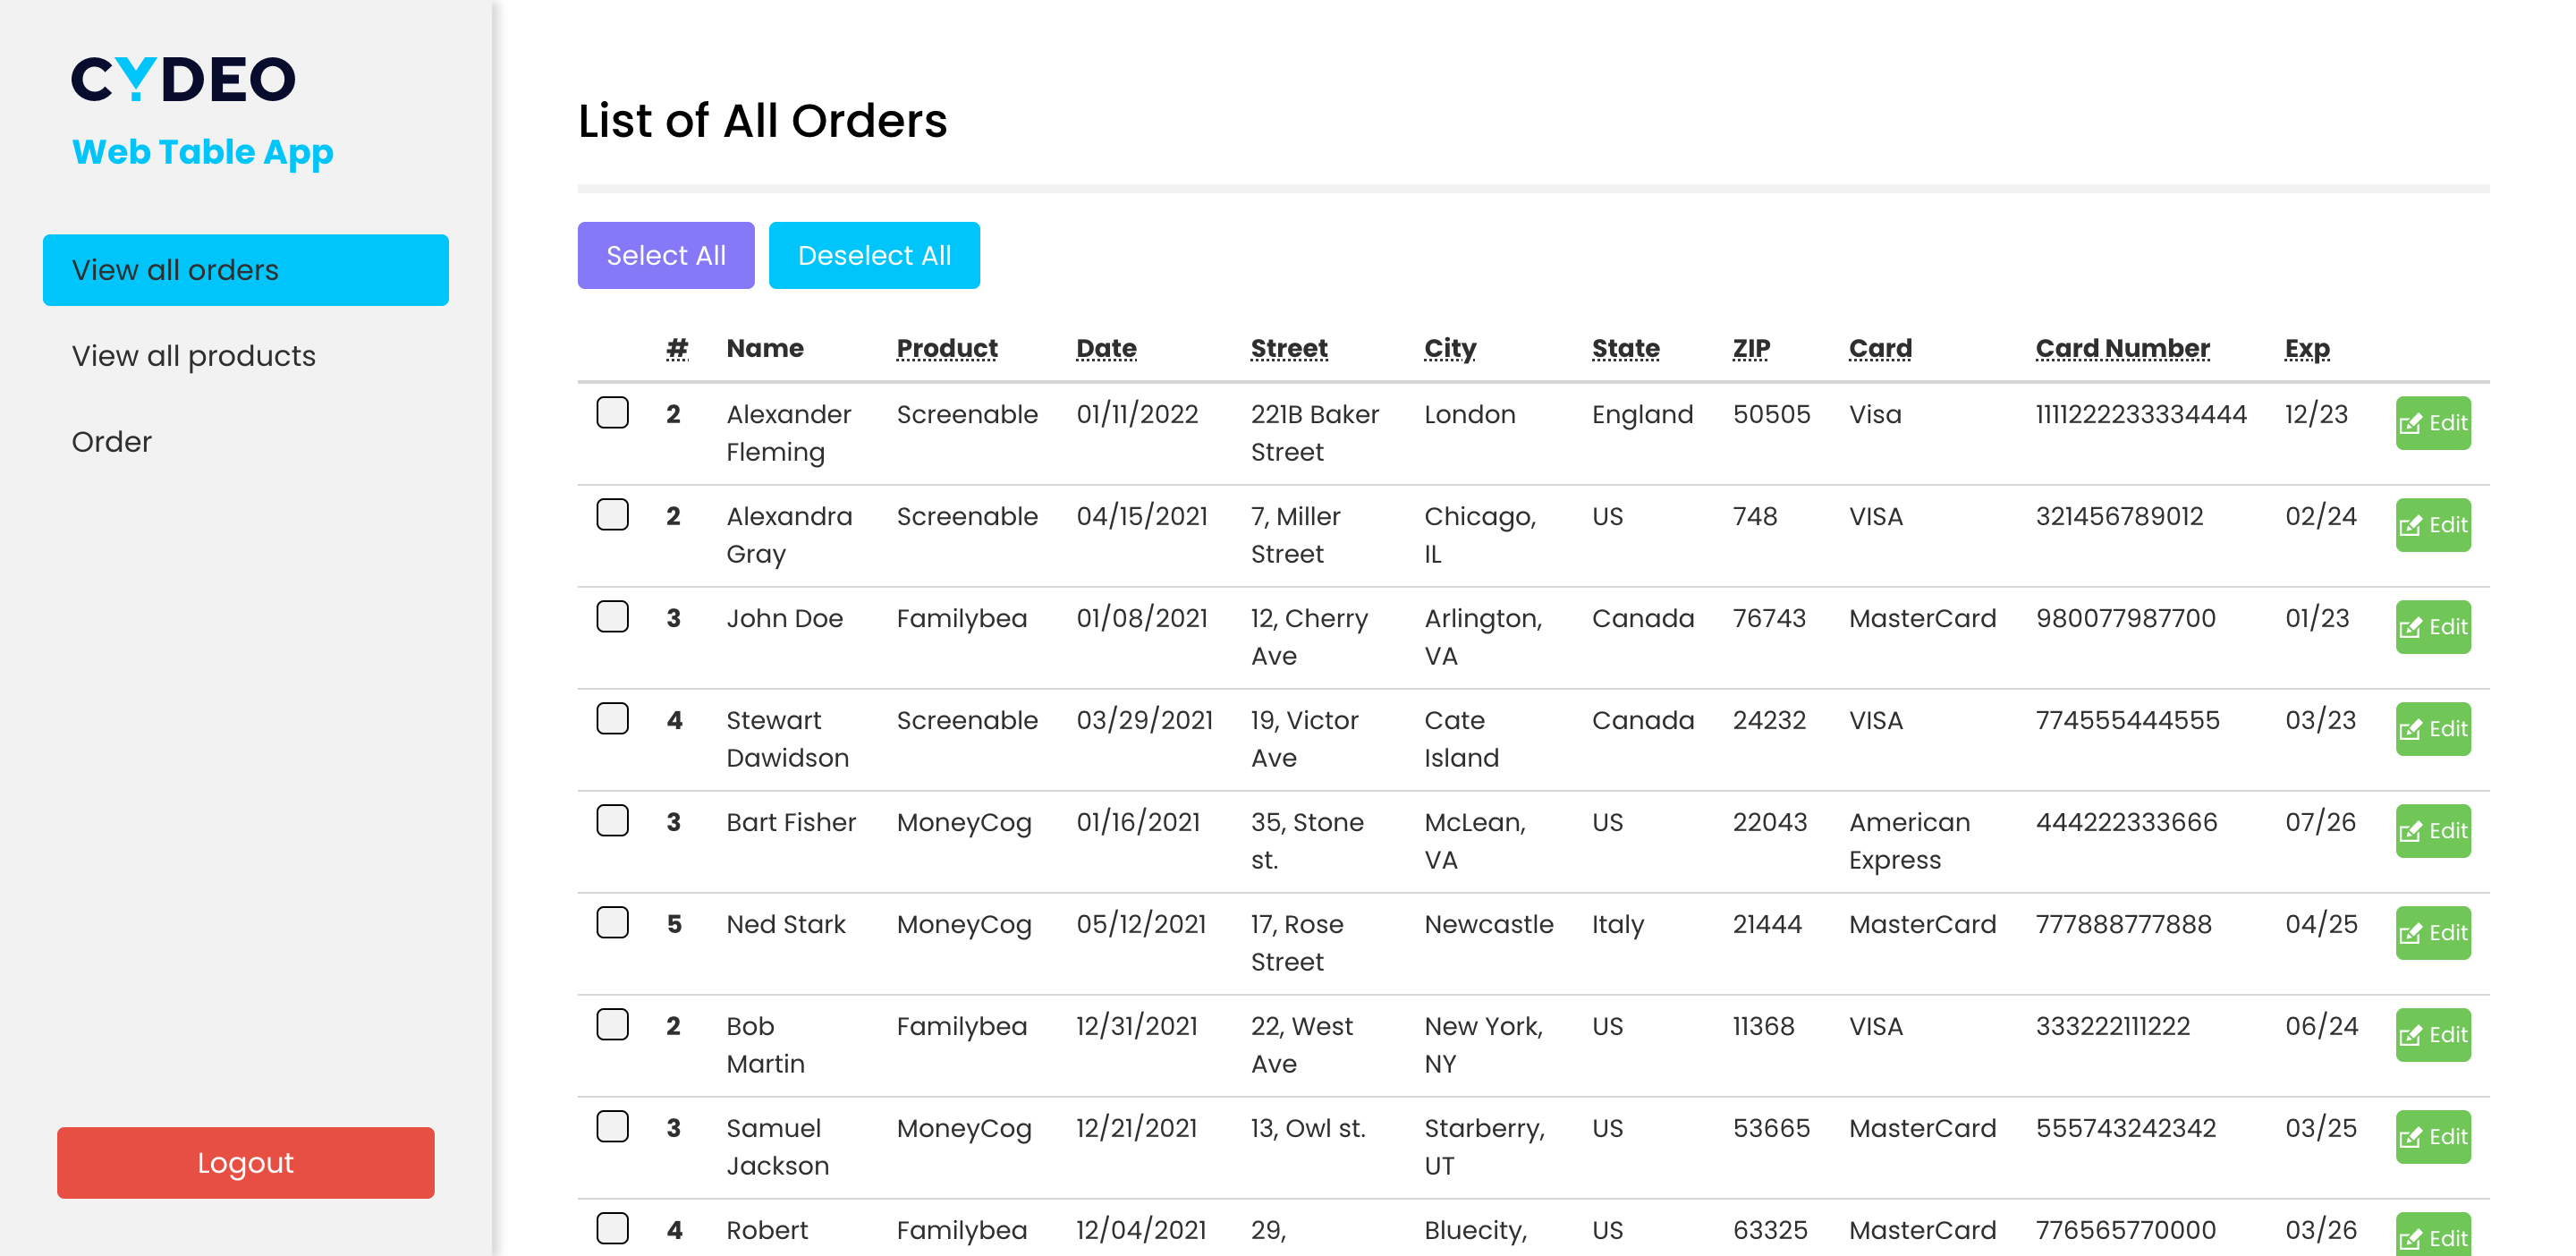 CYDEO
Web Table App
View all orders
View all products
Order
Logout
List of All Orders
Select All Deselect All
# Name Product Date Street City State ZIP Card Card Number Exp
2 Alexander Screenable 01/11/2022 221B Baker London England 50505 Visa 1111222233334444 12/23 Edit
Fleming Street
2 Alexandra Screenable 04/15/2021 7, Miller Chicago, US 748 VISA 321456789012 02/24 Edit
Gray Street IL
3 John Doe Familybea 01/08/2021 12, Cherry Arlington, Canada 76743 MasterCard 980077987700 01/23 Edit
Ave VA
4 Stewart Screenable 03/29/2021 19, Victor Cate Canada 24232 VISA 774555444555 03/23 Edit
Dawidson Ave Island
3 Bart Fisher MoneyCog 01/16/2021 35, Stone McLean, US 22043 American 444222333666 07/26 Edit
st. VA Express
5 Ned Stark MoneyCog 05/12/2021 17, Rose Newcastle Italy 21444 MasterCard 777888777888 04/25 Edit
Street
2 Bob Familybea 12/31/2021 22, West New York, US 11368 VISA 333222111222 06/24 Edit
Martin Ave NY
3 Samuel MoneyCog 12/21/2021 13, Owl st. Starberry, US 53665 MasterCard 555743242342 03/25 Edit
Jackson UT
4 Robert Familybea 12/04/2021 29, Bluecity, US 63325 MasterCard 776565770000 03/26 Edit